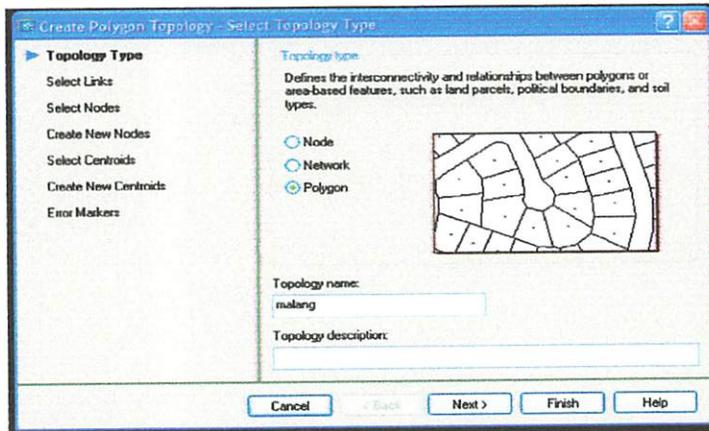 Create Polygon Topology - Select Topology Type
Topology Type
Select Links
Select Nodes
Create New Nodes
Select Centroids
Create New Centroids
Error Markers
Topology type
Defines the interconnectivity and relationships between polygons or
area-based features, such as land parcels, political boundaries, and soil
types.
Node
Network
Polygon
Topology name:
malang
Topology description:
Cancel
< Back
Next >
Finish
Help